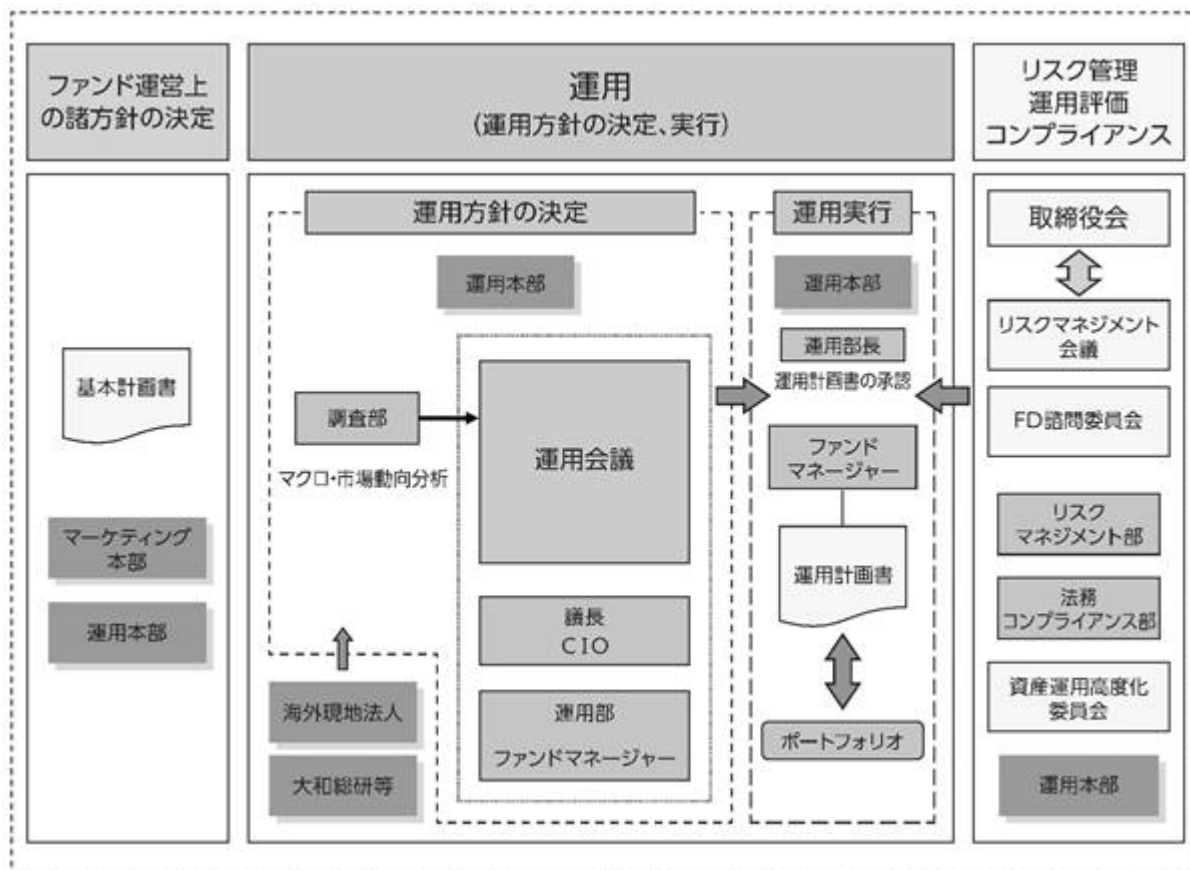 ファンド運営上
の諸方針の決定
運用
(運用方針の決定、実行)
リスク管理
運用評価
コンプライアンス
基本計画書
マーケティング
本部
運用本部
運用方針の決定
運用本部
調査部
マクロ・市場動向分析
運用会議
議長
CIO
運用部
ファンドマネージャー
海外現地法人
大和総研等
運用実行
運用本部
運用部長
運用計画書の承認
ファンド
マネージャー
運用計画書
ポートフォリオ
取締役会
リスクマネジメント
会議
FD諮問委員会
リスク
マネジメント部
法務
コンプライアンス部
資産運用高度化
委員会
運用本部